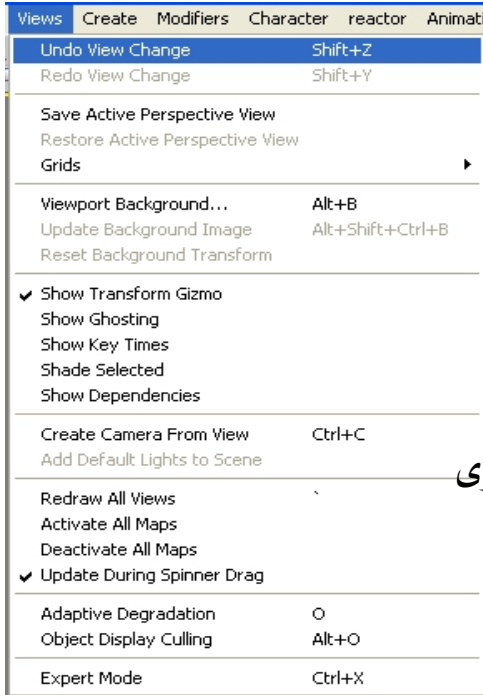 Views Create Modifiers Character reactor Animati
Undo View Change Shift+Z
Redo View Change Shift+Y
Save Active Perspective View
Restore Active Perspective View
Grids
Viewport Background... Alt+B
Update Background Image Alt+Shift+Ctrl+B
Reset Background Transform
Show Transform Gizmo
Show Ghosting
Show Key Times
Shade Selected
Show Dependencies
Create Camera From View Ctrl+C
Add Default Lights to Scene
Redraw All Views `
Activate All Maps
Deactivate All Maps
Update During Spinner Drag
Adaptive Degradation O
Object Display Culling Alt+O
Expert Mode Ctrl+X